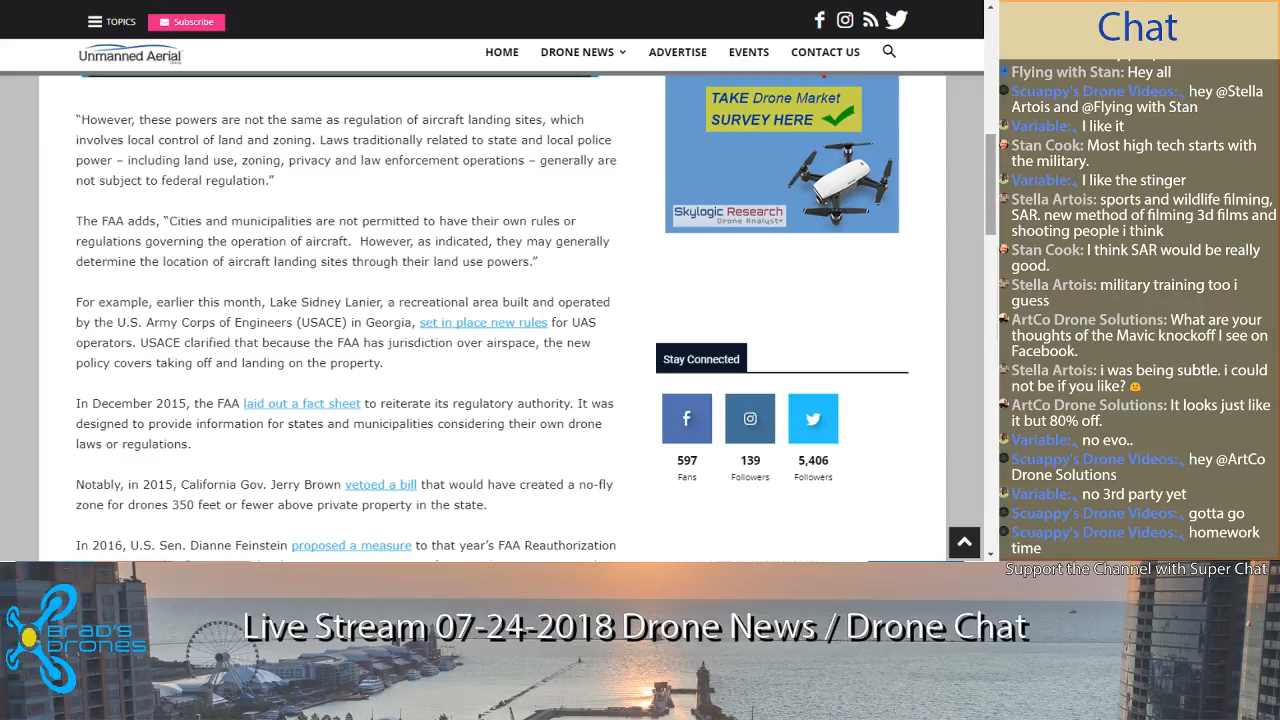 TOPICS
Subscribe
Unmanned Aerial
HOME
DRONE NEWS
ADVERTISE
EVENTS
CONTACT US
“However, these powers are not the same as regulation of aircraft landing sites, which
involves local control of land and zoning. Laws traditionally related to state and local police
power – including land use, zoning, privacy and law enforcement operations – generally are
not subject to federal regulation.”
The FAA adds, “Cities and municipalities are not permitted to have their own rules or
regulations governing the operation of aircraft. However, as indicated, they may generally
determine the location of aircraft landing sites through their land use powers.”
For example, earlier this month, Lake Sidney Lanier, a recreational area built and operated
by the U.S. Army Corps of Engineers (USACE) in Georgia, set in place new rules for UAS
operators. USACE clarified that because the FAA has jurisdiction over airspace, the new
policy covers taking off and landing on the property.
In December 2015, the FAA laid out a fact sheet to reiterate its regulatory authority. It was
designed to provide information for states and municipalities considering their own drone
laws or regulations.
Notably, in 2015, California Gov. Jerry Brown vetoed a bill that would have created a no-fly
zone for drones 350 feet or fewer above private property in the state.
In 2016, U.S. Sen. Dianne Feinstein proposed a measure to that year’s FAA Reauthorization
TAKE Drone Market
SURVEY HERE
Skylogic Research
Drone Analyst+
Stay Connected
597
Fans
139
Followers
5,406
Followers
Chat
Flying with Stan: Hey all
Scuappy's Drone Videos: hey @Stella
Artois and @Flying with Stan
Variable: I like it
Stan Cook: Most high tech starts with
the military.
Variable: I like the stinger
Stella Artois: sports and wildlife filming,
SAR. new method of filming 3d films and
shooting people i think
Stan Cook: I think SAR would be really
good.
Stella Artois: military training too i
guess
ArtCo Drone Solutions: What are your
thoughts of the Mavic knockoff I see on
Facebook.
Stella Artois: i was being subtle. i could
not be if you like?
ArtCo Drone Solutions: It looks just like
it but 80% off.
Variable: no evo..
Scuappy's Drone Videos: hey @ArtCo
Drone Solutions
Variable: no 3rd party yet
Scuappy's Drone Videos: gotta go
Scuappy's Drone Videos: homework
time
Support the Channel with Super Chat
BRAD'S
DRONES
Live Stream 07-24-2018 Drone News / Drone Chat